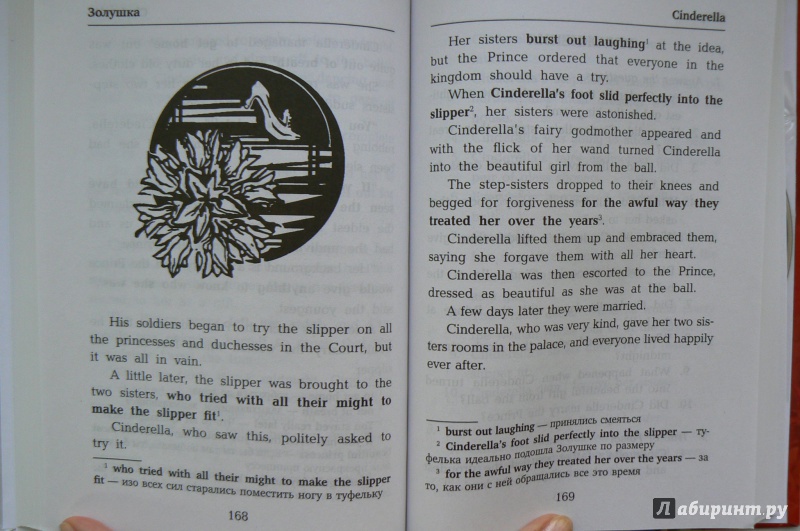 Золушка
His soldiers began to try the slipper on all
the princesses and duchesses in the Court, but
it was all in vain.
A little later, the slipper was brought to the
two sisters, who tried with all their might to
make the slipper fit¹.
Cinderella, who saw this, politely asked to
try it.
¹ who tried with all their might to make the slipper
fit — изо всех сил старались поместить ногу в туфельку
168
Cinderella
Her sisters burst out laughing¹ at the idea,
but the Prince ordered that everyone in the
kingdom should have a try.
When Cinderella's foot slid perfectly into the
slipper², her sisters were astonished.
Cinderella's fairy godmother appeared and
with the flick of her wand turned Cinderella
into the beautiful girl from the ball.
The step-sisters dropped to their knees and
begged for forgiveness for the awful way they
treated her over the years³.
Cinderella lifted them up and embraced them,
saying she forgave them with all her heart.
Cinderella was then escorted to the Prince,
dressed as beautiful as she was at the ball.
A few days later they were married.
Cinderella, who was very kind, gave her two sis-
ters rooms in the palace, and everyone lived happily
ever after.
¹ burst out laughing — принялись смеяться
² Cinderella's foot slid perfectly into the slipper — ту-
фелька идеально подошла Золушке по размеру
³ for the awful way they treated her over the years — за
то, как они с ней обращались все это время
169
Лабиринт.ру